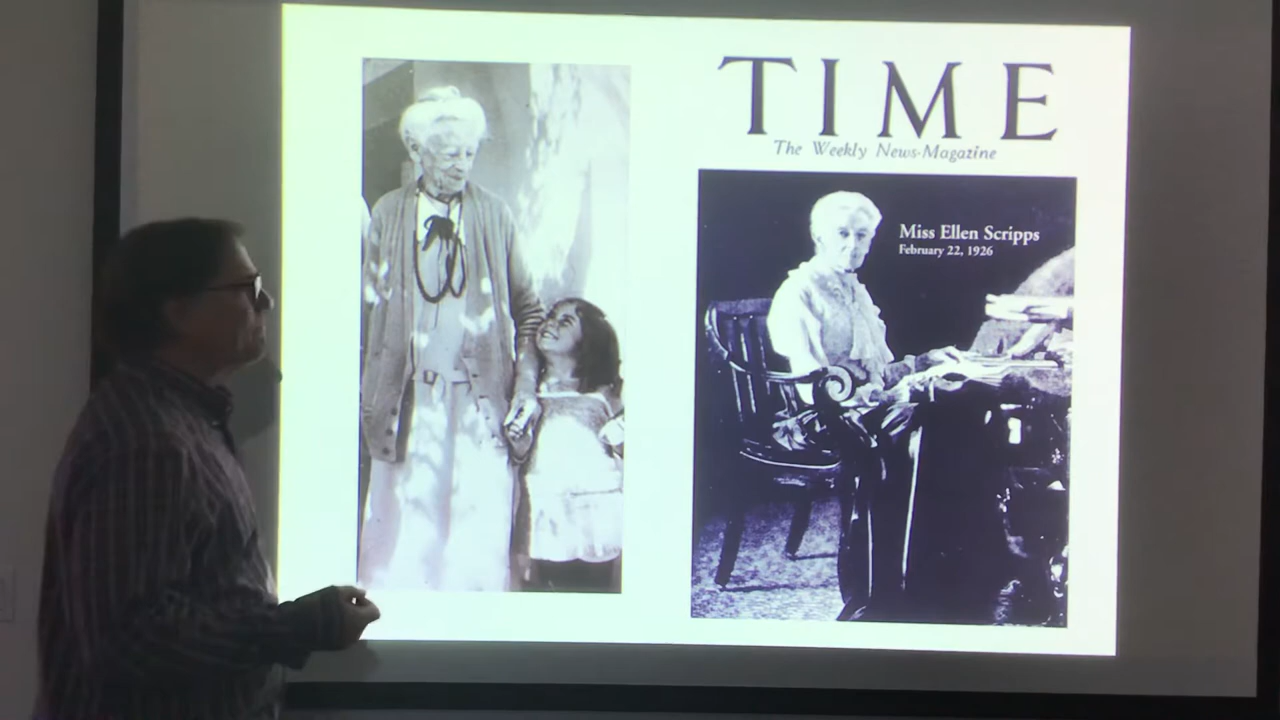 TIME
The Weekly News-Magazine
Miss Ellen Scripps
February 22, 1926